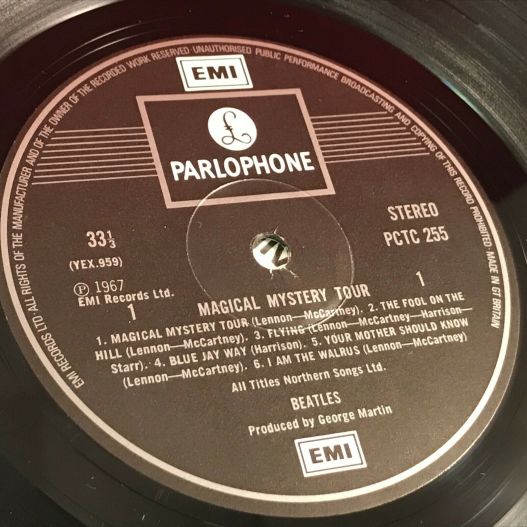 EMI RECORDS LTD ALL RIGHTS OF THE MANUFACTURER AND OF THE OWNER OF THE RECORDED WORK RESERVED · UNAUTHORISED PUBLIC PERFORMANCE BROADCASTING AND COPYING OF THIS RECORD PROHIBITED · MADE IN GT BRITAIN
EMI
£
PARLOPHONE
33⅓
(YEX.959)
STEREO
PCTC 255
Ⓟ 1967
EMI Records Ltd.
1
1
MAGICAL MYSTERY TOUR
1. MAGICAL MYSTERY TOUR (Lennon—McCartney). 2. THE FOOL ON THE
HILL (Lennon—McCartney). 3. FLYING (Lennon—McCartney—Harrison—
Starr). 4. BLUE JAY WAY (Harrison). 5. YOUR MOTHER SHOULD KNOW
(Lennon—McCartney). 6. I AM THE WALRUS (Lennon—McCartney)
All Titles Northern Songs Ltd.
BEATLES
Produced by George Martin
EMI